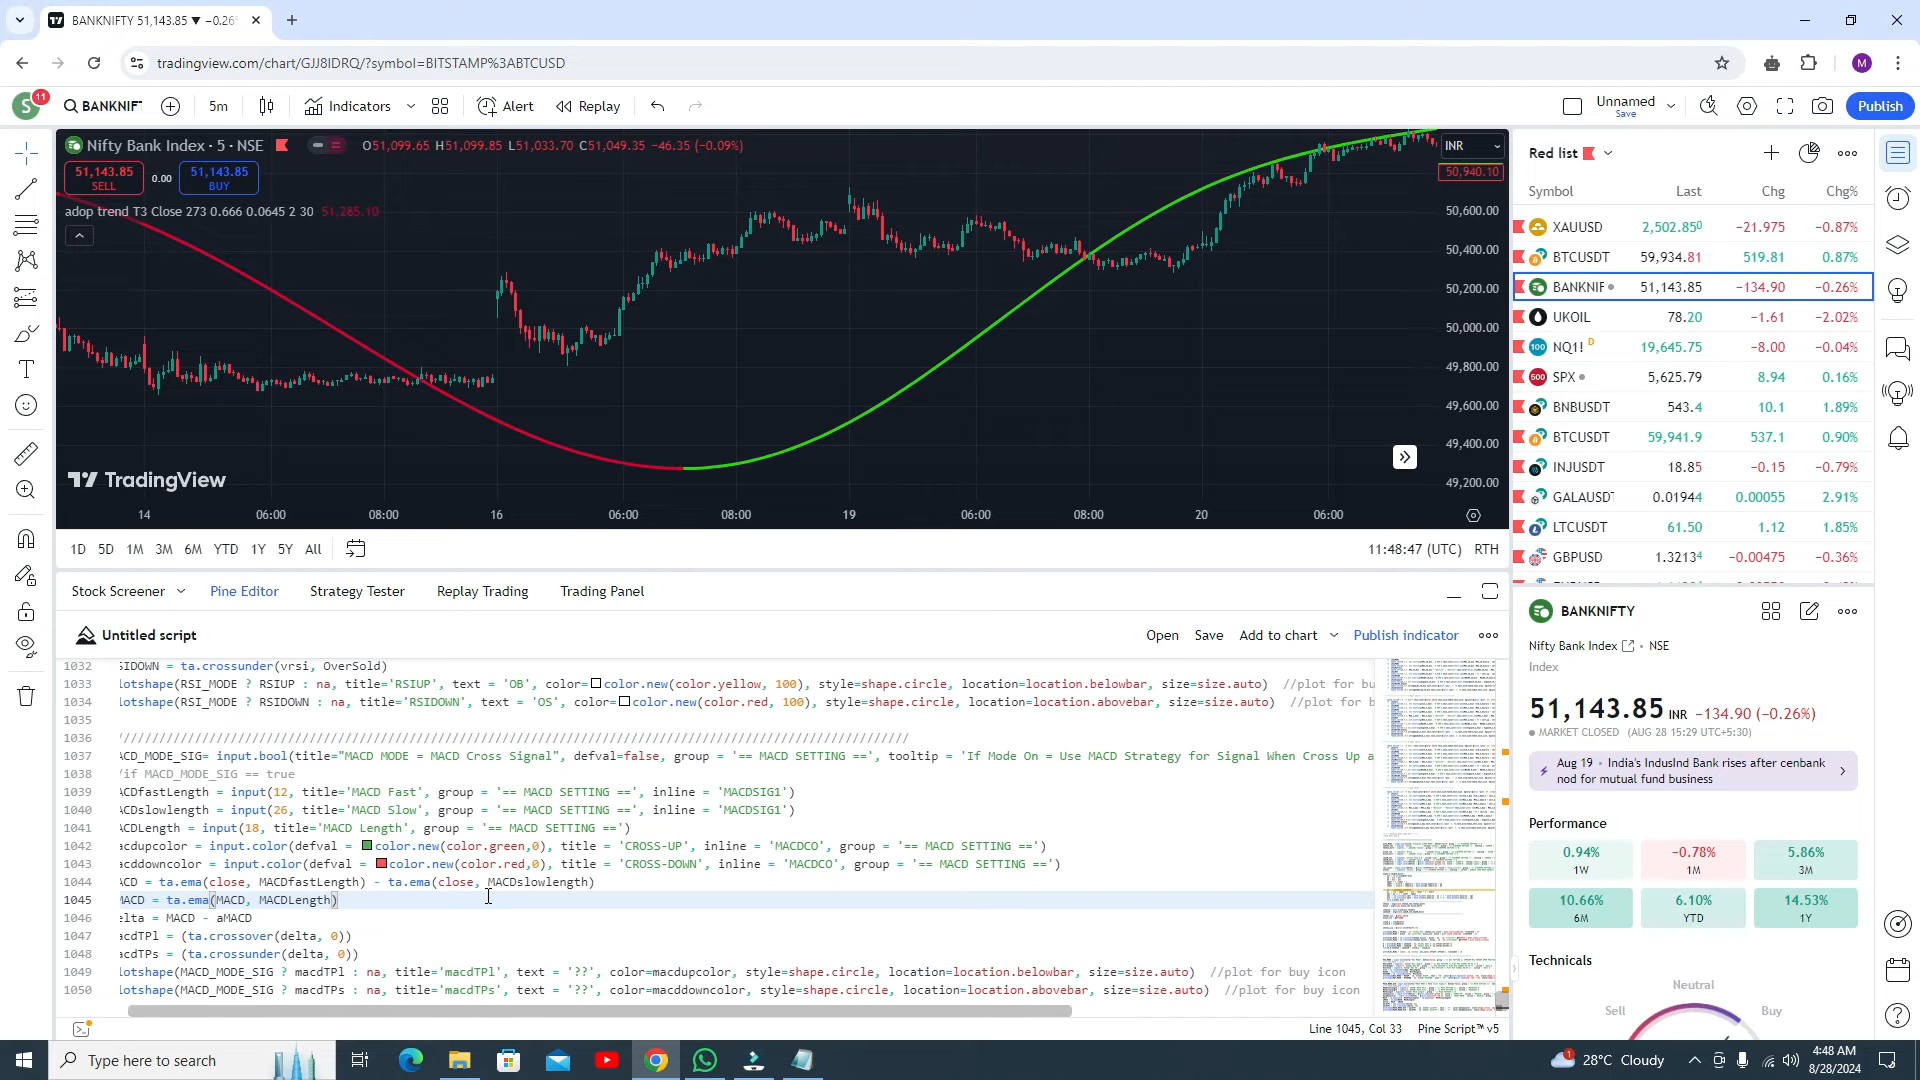 BANKNIFTY 51,143.85 ▼ −0.26
tradingview.com/chart/GJJ8IDRQ/?symbol=BITSTAMP%3ABTCUSD
M
S
11
BANKNIF
5m
Indicators
Alert
Replay
Unnamed
Save
Publish
Nifty Bank Index · 5 · NSE
O51,099.65 H51,099.85 L51,033.70 C51,049.35 −46.35 (−0.09%)
INR
51,143.85
SELL
0.00
51,143.85
BUY
50,940.10
adop trend T3 Close 273 0.666 0.0645 2 30 51,285.10
50,600.00
50,400.00
50,200.00
50,000.00
49,800.00
49,600.00
49,400.00
49,200.00
TradingView
14 06:00 08:00 16 06:00 08:00 19 06:00 08:00 20 06:00
1D 5D 1M 3M 6M YTD 1Y 5Y All
11:48:47 (UTC) RTH
Stock Screener Pine Editor Strategy Tester Replay Trading Trading Panel
Untitled script
Open Save Add to chart Publish indicator
1032 SIDOWN = ta.crossunder(vrsi, OverSold)
1033 lotshape(RSI_MODE ? RSIUP : na, title='RSIUP', text = 'OB', color=color.new(color.yellow, 100), style=shape.circle, location=location.belowbar, size=size.auto) //plot for bu
1034 lotshape(RSI_MODE ? RSIDOWN : na, title='RSIDOWN', text = 'OS', color=color.new(color.red, 100), style=shape.circle, location=location.abovebar, size=size.auto) //plot for b
1035
1036 ////////////////////////////////////////////////////////////////////////////////////////////////////////////
1037 ACD_MODE_SIG= input.bool(title="MACD MODE = MACD Cross Signal", defval=false, group = '== MACD SETTING ==', tooltip = 'If Mode On = Use MACD Strategy for Signal When Cross Up a
1038 /if MACD_MODE_SIG == true
1039 ACDfastLength = input(12, title='MACD Fast', group = '== MACD SETTING ==', inline = 'MACDSIG1')
1040 ACDslowlength = input(26, title='MACD Slow', group = '== MACD SETTING ==', inline = 'MACDSIG1')
1041 ACDLength = input(18, title='MACD Length', group = '== MACD SETTING ==')
1042 acdupcolor = input.color(defval = color.new(color.green,0), title = 'CROSS-UP', inline = 'MACDCO', group = '== MACD SETTING ==')
1043 acddowncolor = input.color(defval = color.new(color.red,0), title = 'CROSS-DOWN', inline = 'MACDCO', group = '== MACD SETTING ==')
1044 ACD = ta.ema(close, MACDfastLength) - ta.ema(close, MACDslowlength)
1045 MACD = ta.ema(MACD, MACDLength)
1046 elta = MACD - aMACD
1047 acdTPl = (ta.crossover(delta, 0))
1048 acdTPs = (ta.crossunder(delta, 0))
1049 lotshape(MACD_MODE_SIG ? macdTPl : na, title='macdTPl', text = '??', color=macdupcolor, style=shape.circle, location=location.belowbar, size=size.auto) //plot for buy icon
1050 lotshape(MACD_MODE_SIG ? macdTPs : na, title='macdTPs', text = '??', color=macddowncolor, style=shape.circle, location=location.abovebar, size=size.auto) //plot for buy icon
Line 1045, Col 33 Pine Script™ v5
Red list
Symbol Last Chg Chg%
XAUUSD 2,502.850 −21.975 −0.87%
BTCUSDT 59,934.81 519.81 0.87%
BANKNIF 51,143.85 −134.90 −0.26%
UKOIL 78.20 −1.61 −2.02%
NQ1! D 19,645.75 −8.00 −0.04%
SPX 5,625.79 8.94 0.16%
BNBUSDT 543.4 10.1 1.89%
BTCUSDT 59,941.9 537.1 0.90%
INJUSDT 18.85 −0.15 −0.79%
GALAUSDT 0.01944 0.00055 2.91%
LTCUSDT 61.50 1.12 1.85%
GBPUSD 1.32134 −0.00475 −0.36%
BANKNIFTY
Nifty Bank Index · NSE
Index
51,143.85 INR −134.90 (−0.26%)
MARKET CLOSED (AUG 28 15:29 UTC+5:30)
Aug 19 · India's IndusInd Bank rises after cenbank
nod for mutual fund business
Performance
0.94% −0.78% 5.86%
1W 1M 3M
10.66% 6.10% 14.53%
6M YTD 1Y
Technicals
Neutral
Sell Buy
Type here to search
28°C Cloudy
4:48 AM
8/28/2024